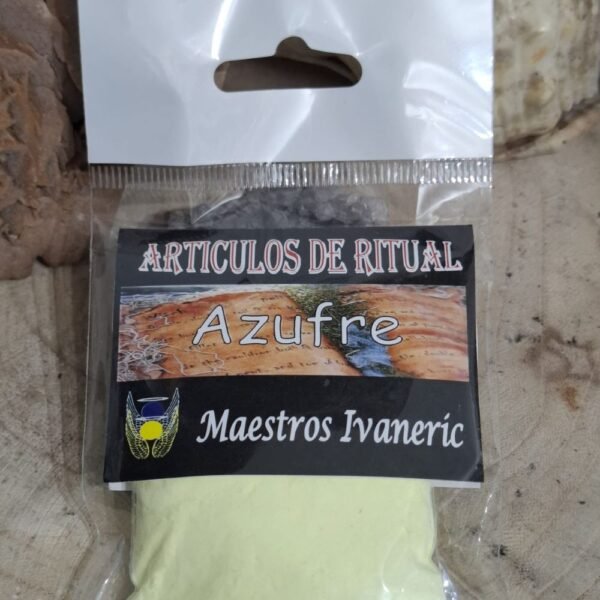 ARTICULOS DE RITUAL
Azufre
Maestros Ivaneric